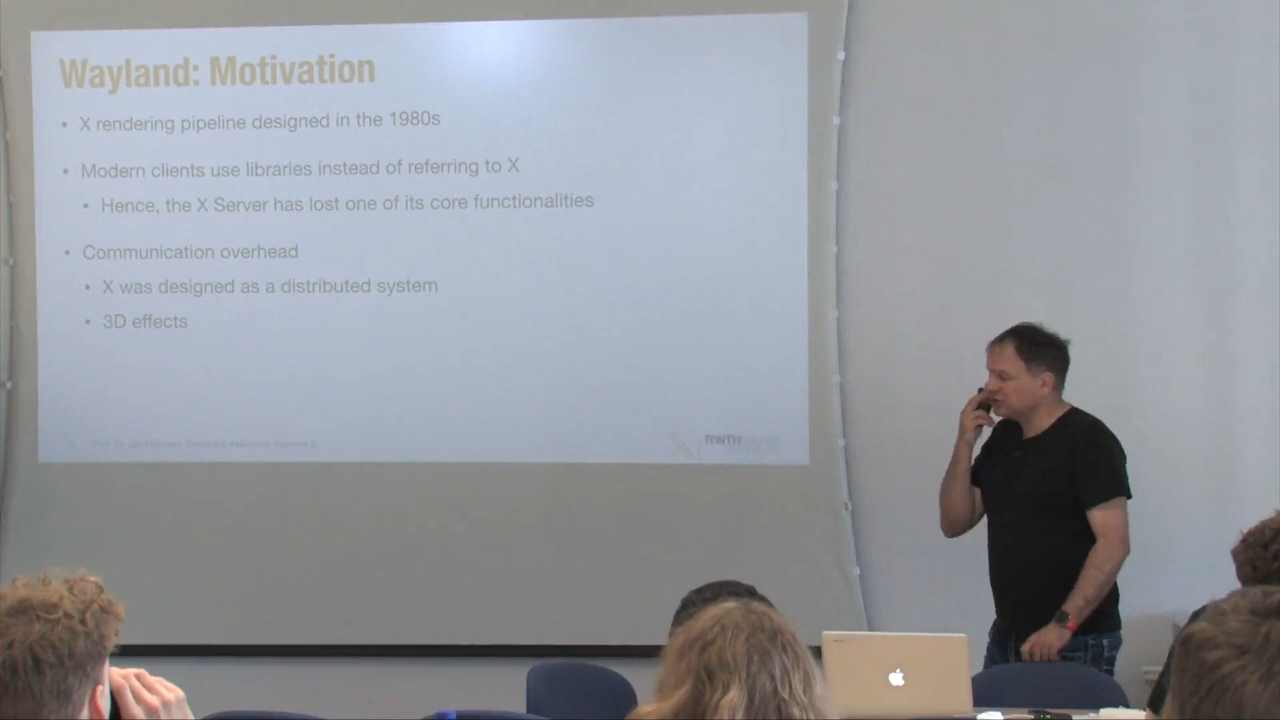 Wayland: Motivation
• X rendering pipeline designed in the 1980s
• Modern clients use libraries instead of referring to X
• Hence, the X Server has lost one of its core functionalities
• Communication overhead
• X was designed as a distributed system
• 3D effects
RWTH